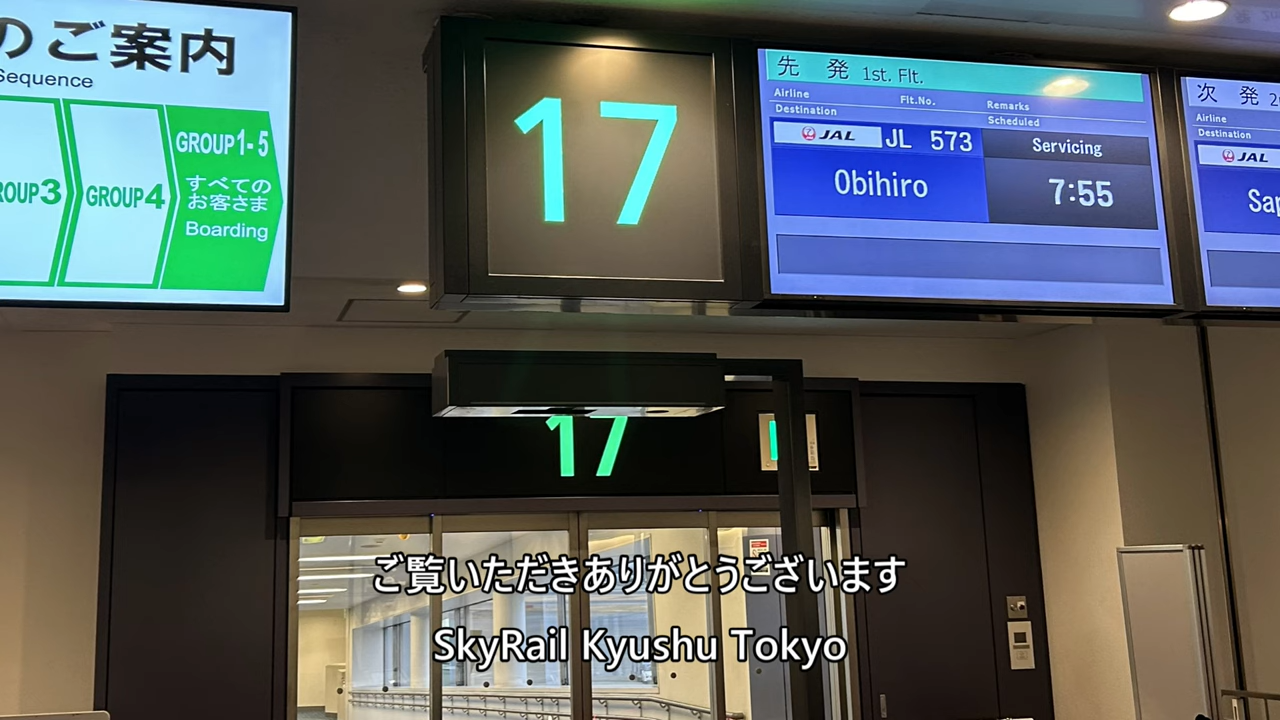 のご案内
Sequence
GROUP3
GROUP4
GROUP1-5
すべての
お客さま
Boarding
17
先 発 1st. Flt.
Airline
Flt.No.
Remarks
Destination
Scheduled
JAL
JL 573
Servicing
Obihiro
7:55
次 発
Airline
Destination
JAL
17
ご覧いただきありがとうございます
SkyRail Kyushu Tokyo